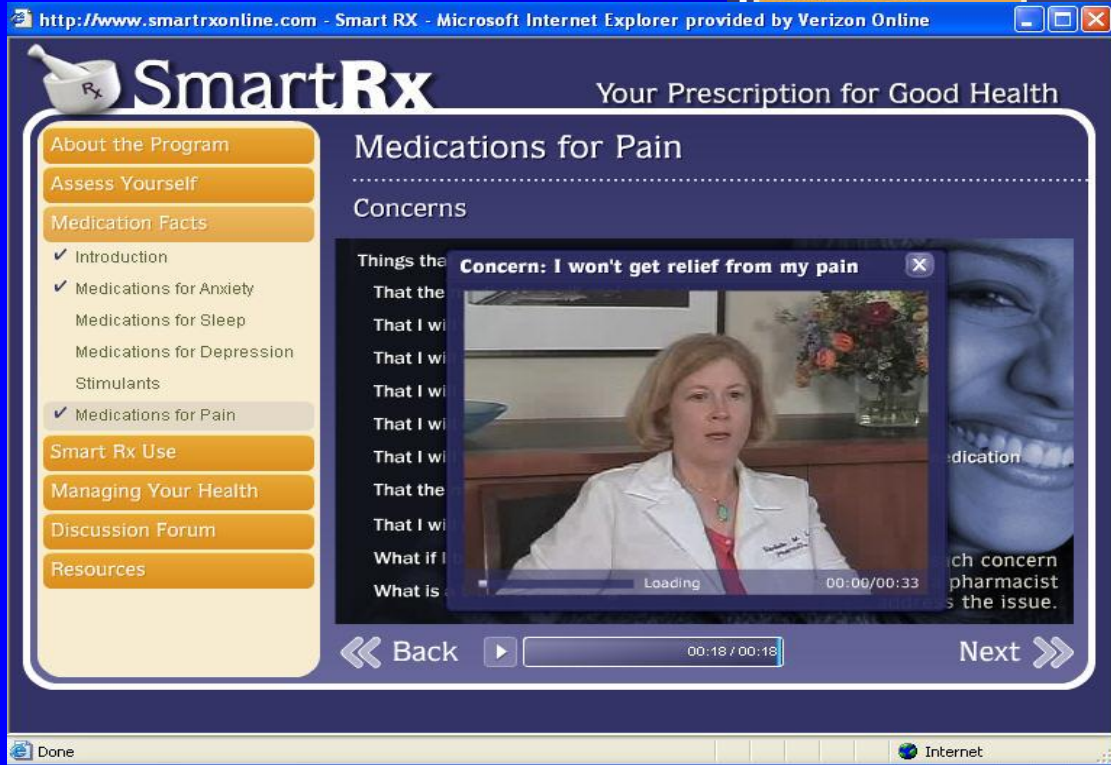 http://www.smartrxonline.com - Smart RX - Microsoft Internet Explorer provided by Verizon Online
Rx
SmartRx
Your Prescription for Good Health
About the Program
Assess Yourself
Medication Facts
Introduction
Medications for Anxiety
Medications for Sleep
Medications for Depression
Stimulants
Medications for Pain
Smart Rx Use
Managing Your Health
Discussion Forum
Resources
Medications for Pain
Concerns
Things tha
That the
That I wi
That I wi
That I wi
That I wi
That I wi
edication
That the
That I wi
What if I
What is
Concern: I won't get relief from my pain
Loading
00:00/00:33
ch concern
pharmacist
address the issue.
Back
00:18 / 00:18
Next
Done
Internet